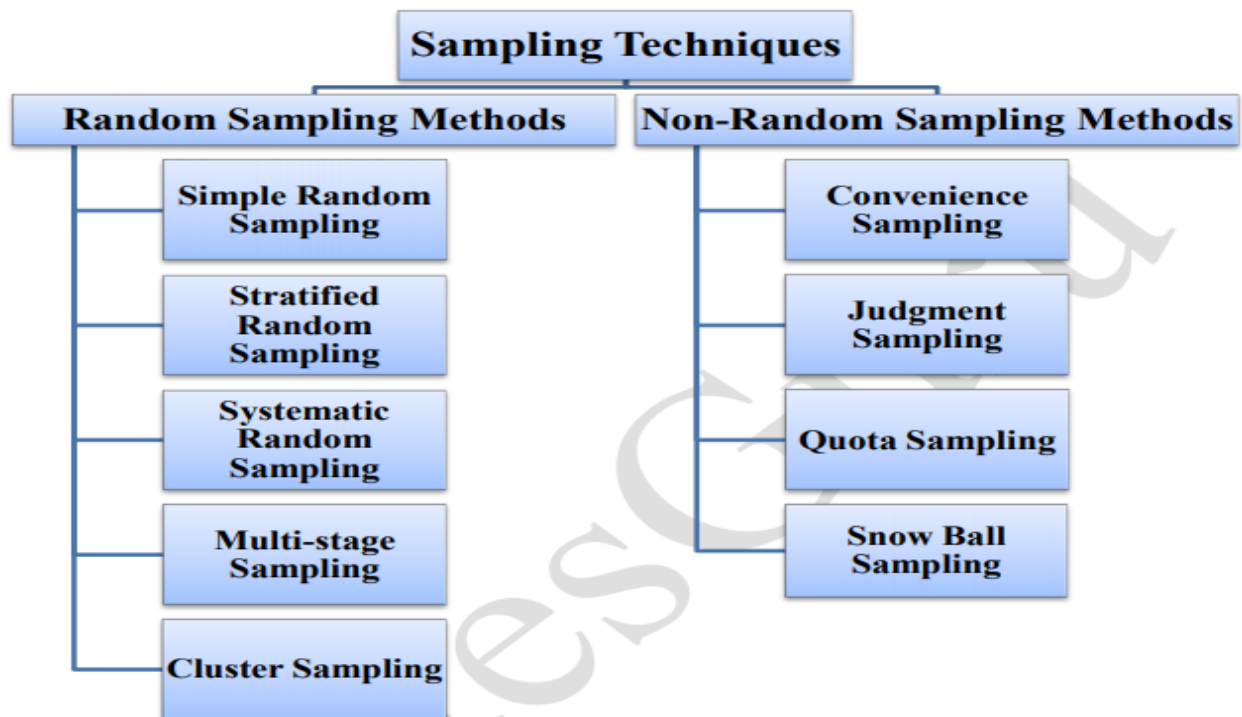 Sampling Techniques
Random Sampling Methods
Simple Random
Sampling
Stratified
Random
Sampling
Systematic
Random
Sampling
Multi-stage
Sampling
Cluster Sampling
Non-Random Sampling Methods
Convenience
Sampling
Judgment
Sampling
Quota Sampling
Snow Ball
Sampling